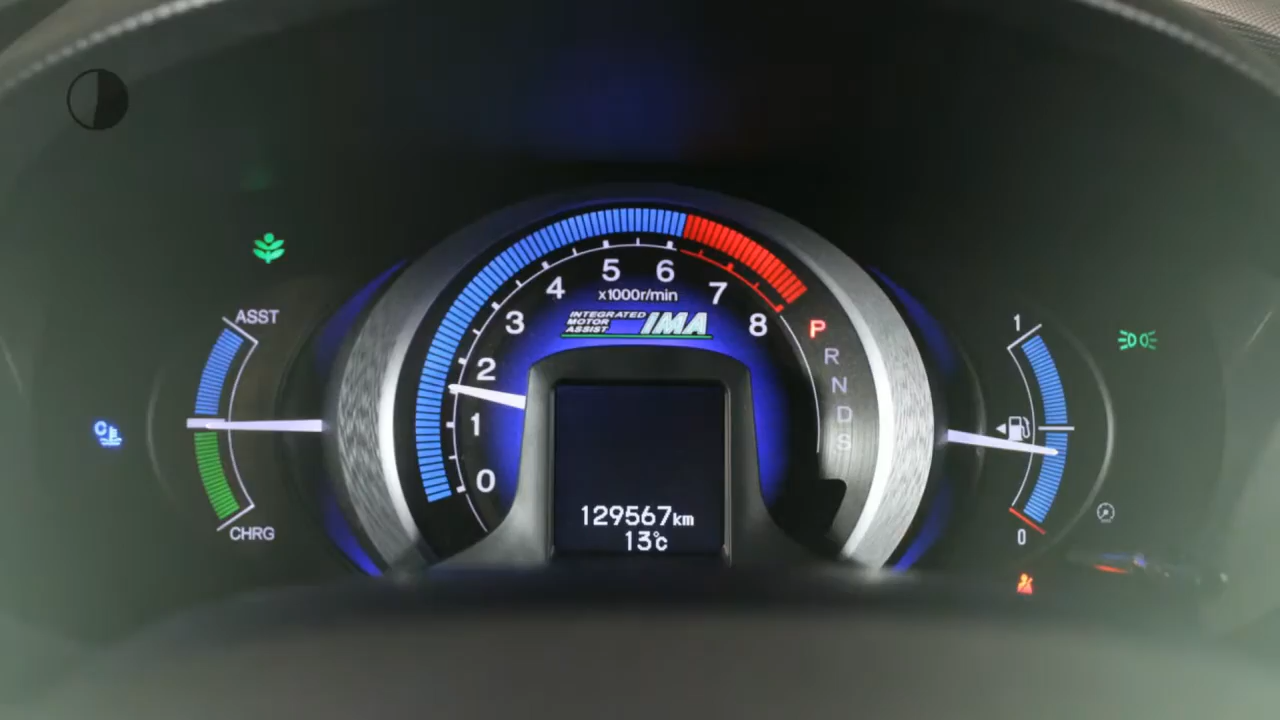 ASST
CHRG
C
0
1
2
3
4
5
6
7
8
x1000r/min
INTEGRATED
MOTOR
ASSIST
IMA
P
R
N
D
S
129567km
13°c
1
0